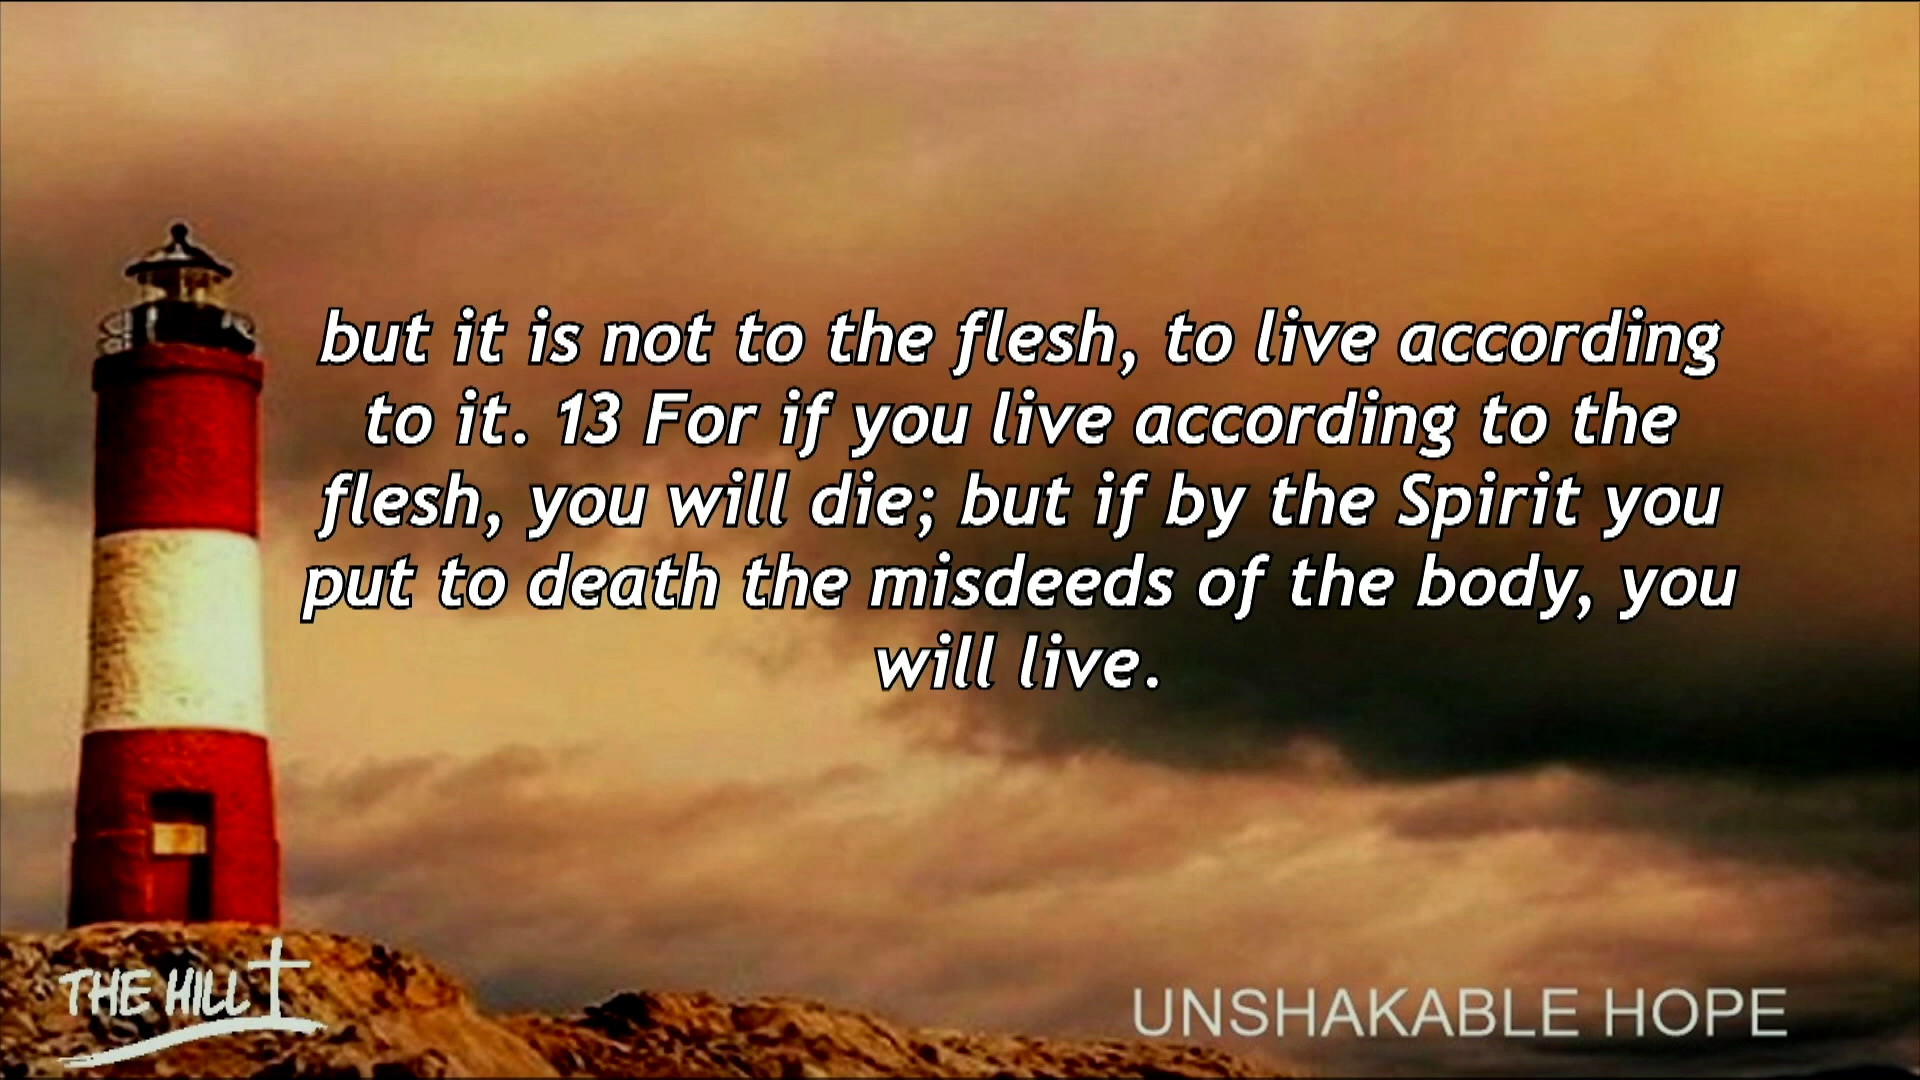 but it is not to the flesh, to live according
to it. 13 For if you live according to the
flesh, you will die; but if by the Spirit you
put to death the misdeeds of the body, you
will live.
THE HILL
UNSHAKABLE HOPE